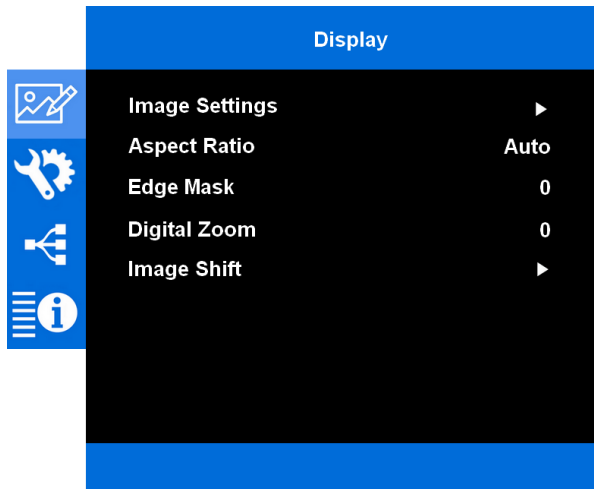 Display
Image Settings
Aspect Ratio Auto
Edge Mask 0
Digital Zoom 0
Image Shift